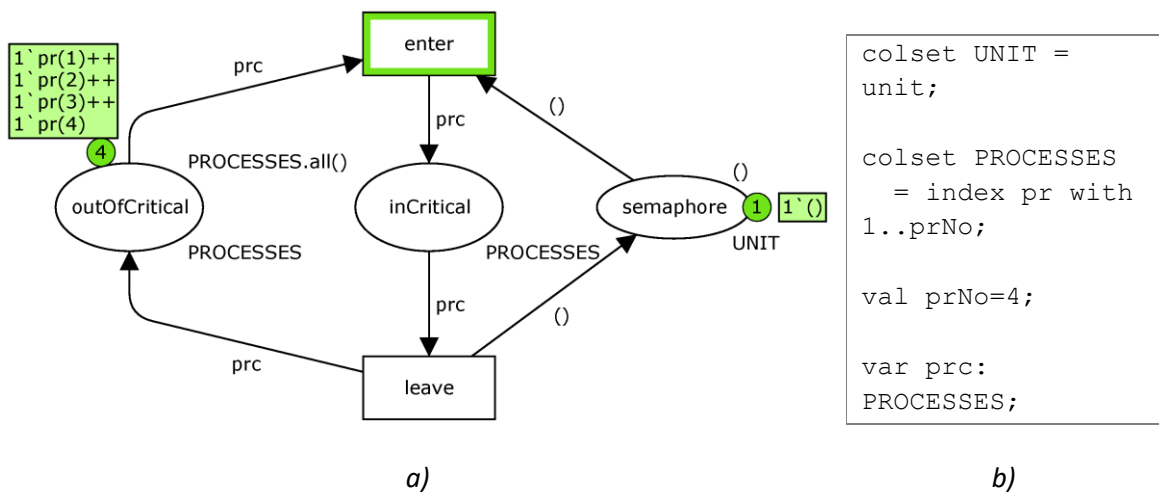 1`pr(1)++
1`pr(2)++
1`pr(3)++
1`pr(4)
4
prc
enter
prc
()
PROCESSES.all()
outOfCritical
PROCESSES
inCritical
PROCESSES
()
semaphore
1
1`()
UNIT
prc
()
prc
leave
a)
colset UNIT =
unit;
colset PROCESSES
= index pr with
1..prNo;
val prNo=4;
var prc:
PROCESSES;
b)